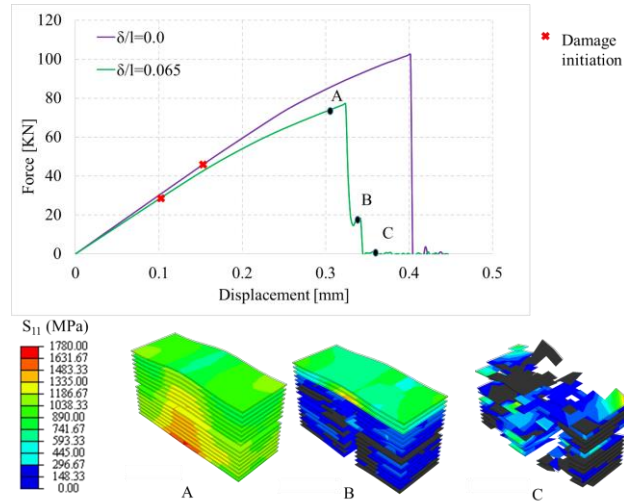 120
100
80
60
40
20
0
Force [KN]
δ/l=0.0
δ/l=0.065
A
B
C
0
0.1
0.2
0.3
0.4
0.5
Displacement [mm]
Damage
initiation
S11 (MPa)
1780.00
1631.67
1483.33
1335.00
1186.67
1038.33
890.00
741.67
593.33
445.00
296.67
148.33
0.00
A
B
C